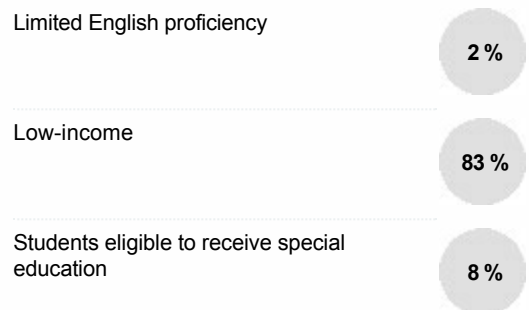 Limited English proficiency
2 %
Low-income
83 %
Students eligible to receive special
education
8 %